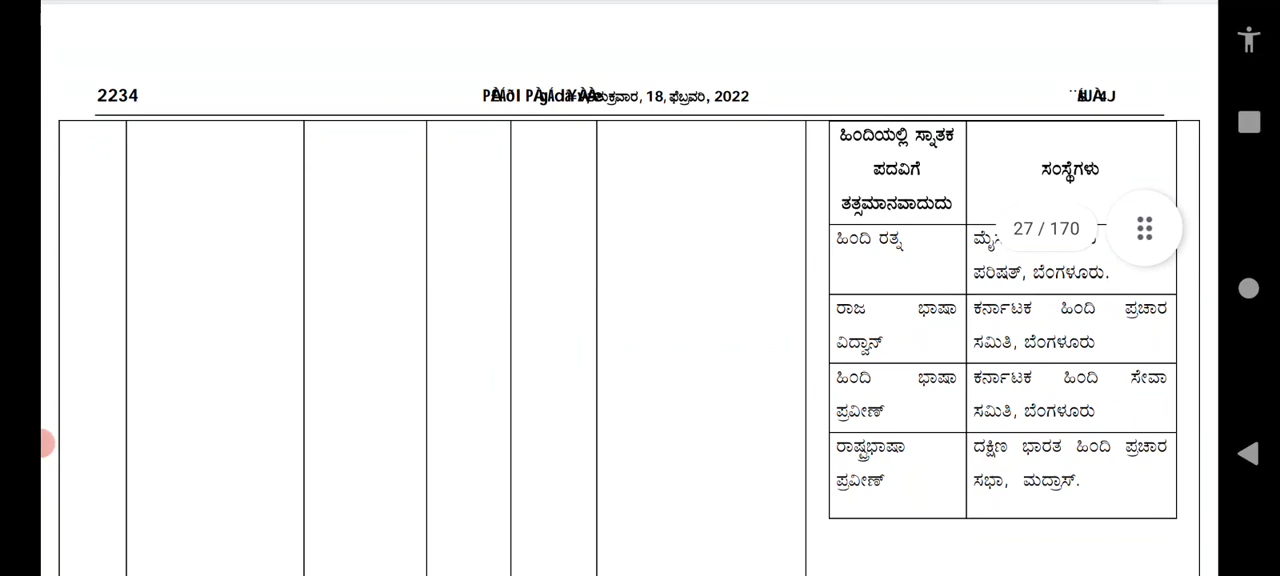 2234
ಶುಕ್ರವಾರ, 18, ಫೆಬ್ರವರಿ, 2022
ಹಿಂದಿಯಲ್ಲಿ ಸ್ನಾತಕ
ಪದವಿಗೆ
ತತ್ಸಮಾನವಾದುದು
ಸಂಸ್ಥೆಗಳು
27 / 170
ಹಿಂದಿ ರತ್ನ
ಪರಿಷತ್, ಬೆಂಗಳೂರು.
ರಾಜ ಭಾಷಾ
ವಿದ್ವಾನ್
ಕರ್ನಾಟಕ ಹಿಂದಿ ಪ್ರಚಾರ
ಸಮಿತಿ, ಬೆಂಗಳೂರು
ಹಿಂದಿ ಭಾಷಾ
ಪ್ರವೀಣ್
ಕರ್ನಾಟಕ ಹಿಂದಿ ಸೇವಾ
ಸಮಿತಿ, ಬೆಂಗಳೂರು
ರಾಷ್ಟ್ರಭಾಷಾ
ಪ್ರವೀಣ್
ದಕ್ಷಿಣ ಭಾರತ ಹಿಂದಿ ಪ್ರಚಾರ
ಸಭಾ, ಮದ್ರಾಸ್.